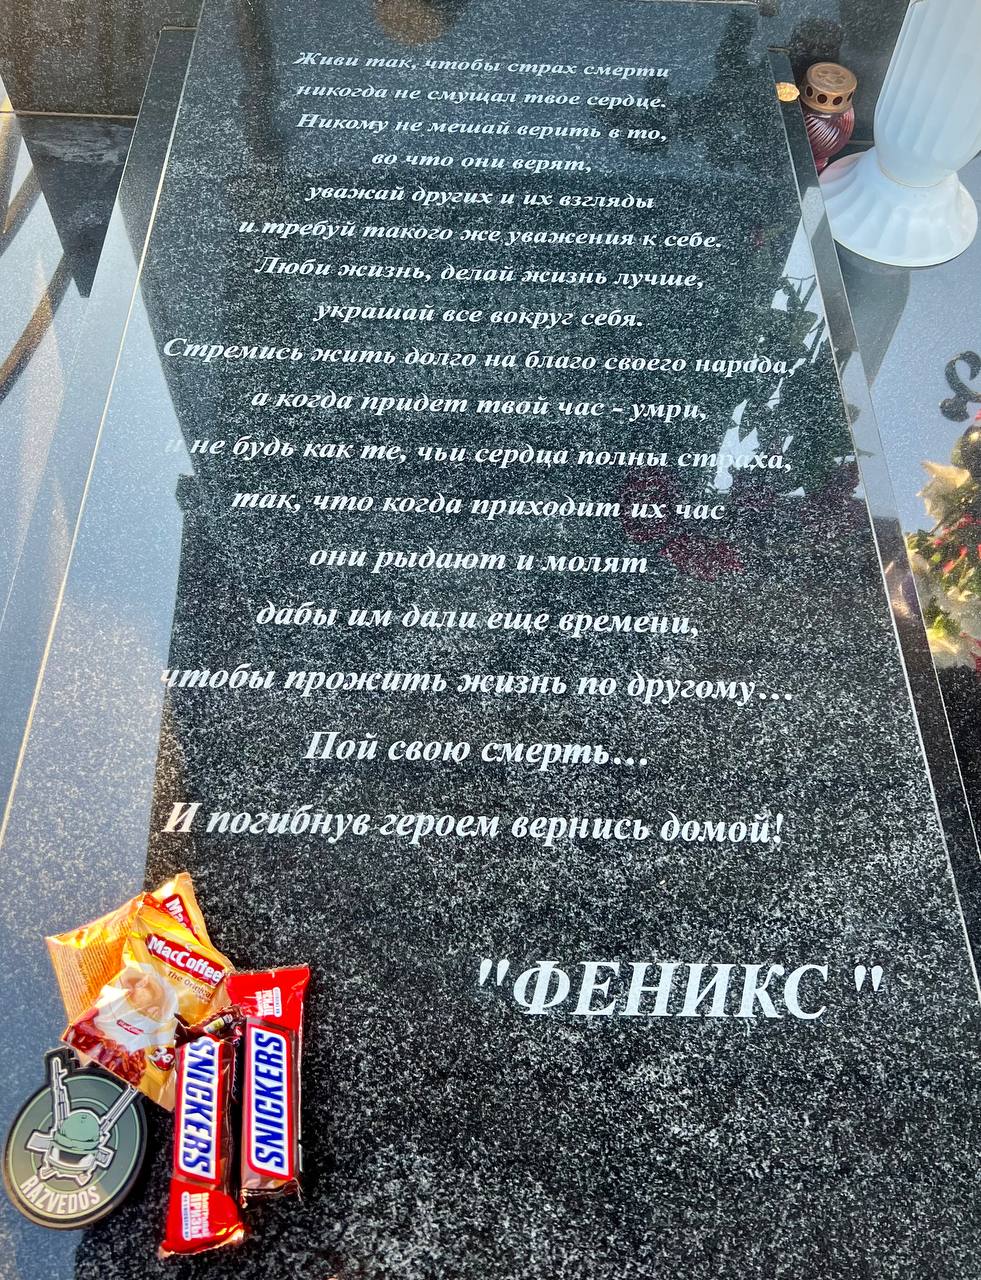 Живи так, чтобы страх смерти
никогда не смущал твое сердце.
Никому не мешай верить в то,
во что они верят,
уважай других и их взгляды
и требуй такого же уважения к себе.
Люби жизнь, делай жизнь лучше,
украшай все вокруг себя.
Стремись жить долго на благо своего народа,
а когда придет твой час - умри,
и не будь как те, чьи сердца полны страха,
так, что когда приходит их час
они рыдают и молят
дабы им дали еще времени,
чтобы прожить жизнь по другому...
Пой свою смерть...
И погибнув героем вернись домой!
"ФЕНИКС "
MacCoffee
The Original
SNICKERS
SNICKERS
RAZVEDOS